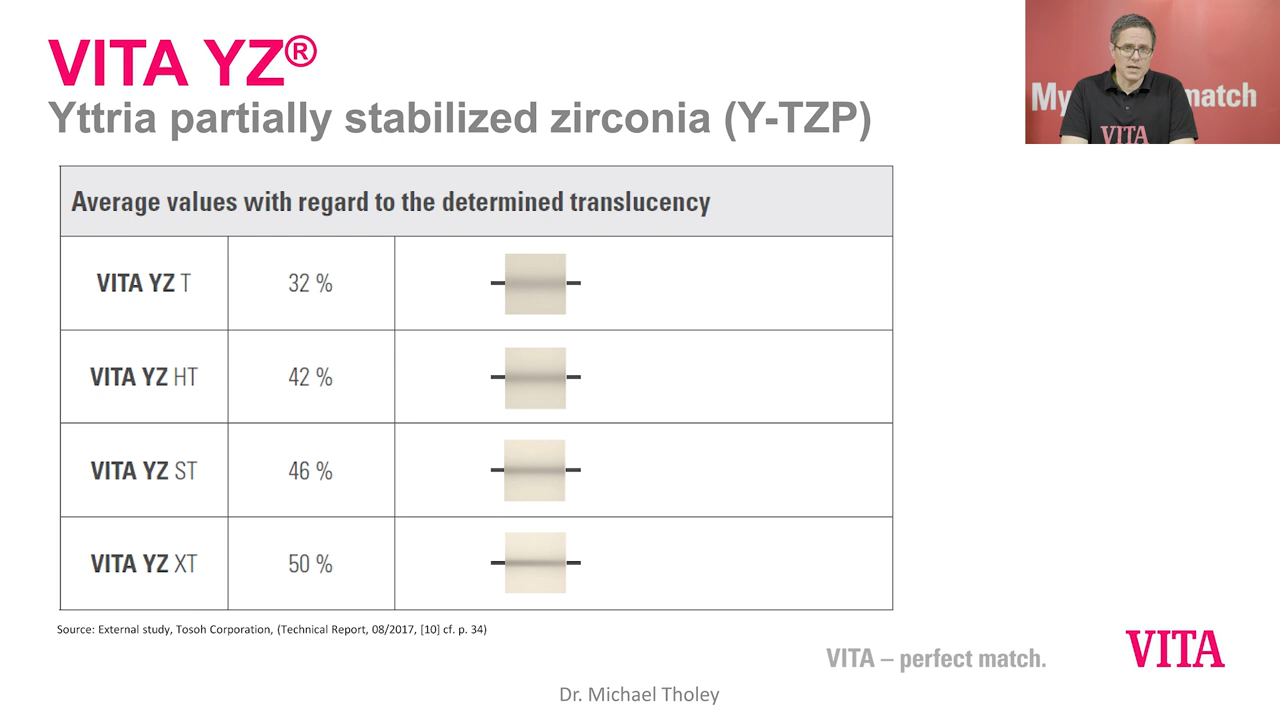 VITA YZ®
Yttria partially stabilized zirconia (Y-TZP)
My match
VITA
Average values with regard to the determined translucency
VITA YZ T 32 %
VITA YZ HT 42 %
VITA YZ ST 46 %
VITA YZ XT 50 %
Source: External study, Tosoh Corporation, (Technical Report, 08/2017, [10] cf. p. 34)
VITA – perfect match.
VITA
Dr. Michael Tholey